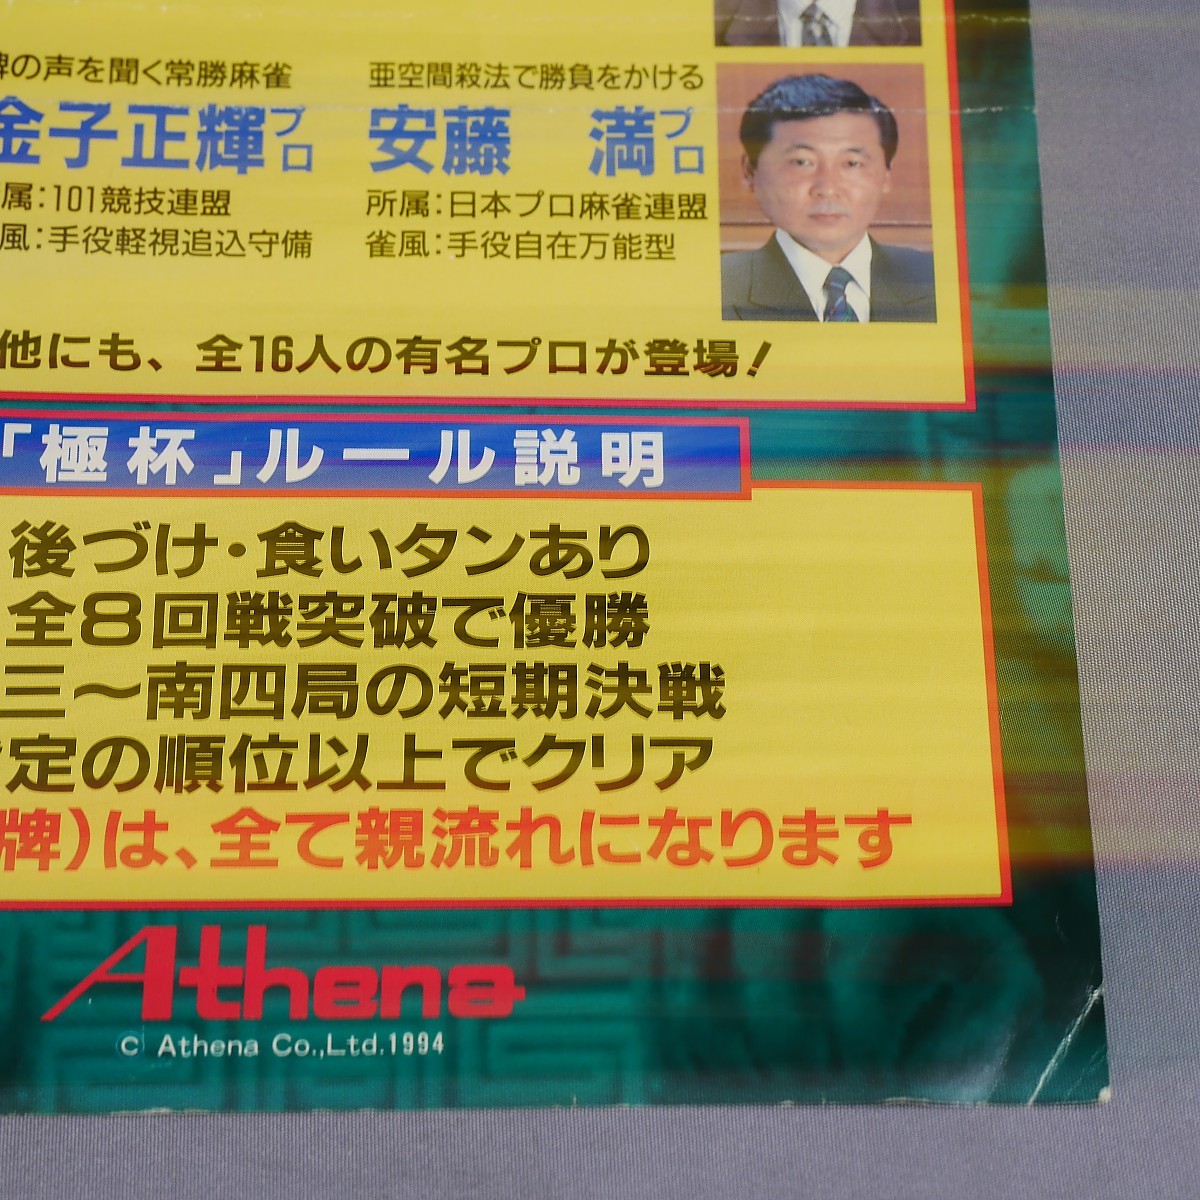 牌の声を聞く常勝麻雀
金子正輝プロ
所属：101競技連盟
雀風：手役軽視追込守備
亜空間殺法で勝負をかける
安藤　満プロ
所属：日本プロ麻雀連盟
雀風：手役自在万能型
他にも、全16人の有名プロが登場！
「極杯」ルール説明
後づけ・食いタンあり
全8回戦突破で優勝
三〜南四局の短期決戦
定の順位以上でクリア
牌）は、全て親流れになります
Athena
© Athena Co.,Ltd.1994